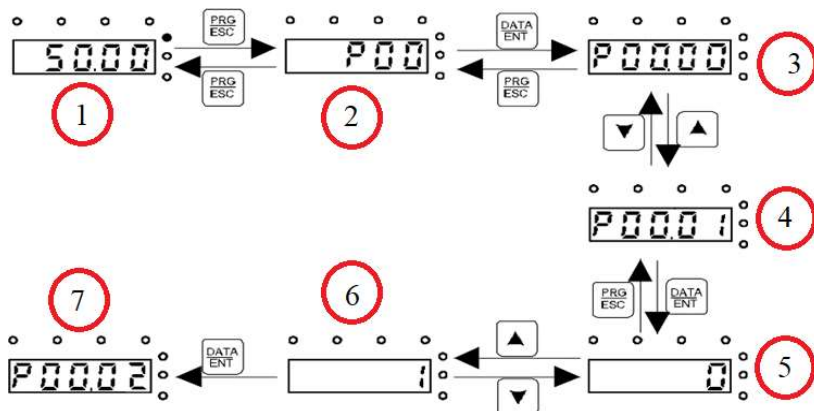 PRG
ESC
50.00
PRG
ESC
1
P00
2
DATA
ENT
PRG
ESC
P00.00
3
▼
▲
P00.01
4
PRG
ESC
DATA
ENT
7
6
P00.02
DATA
ENT
1
▲
▼
0
5